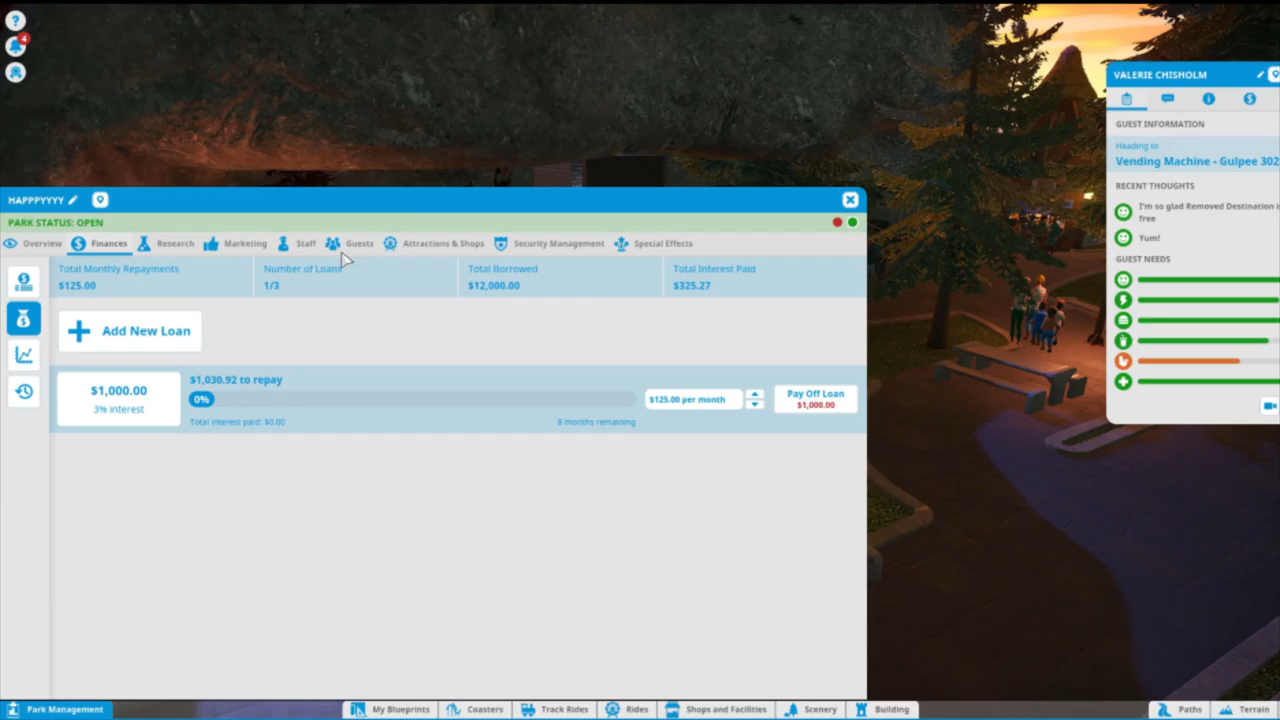 ?
4
HAPPPYYYY
PARK STATUS: OPEN
Overview Finances Research Marketing Staff Guests Attractions & Shops Security Management Special Effects
Total Monthly Repayments Number of Loans Total Borrowed Total Interest Paid
$125.00 1/3 $12,000.00 $325.27
Add New Loan
$1,030.92 to repay
$1,000.00
3% interest
0%
$125.00 per month
Pay Off Loan
$1,000.00
Total interest paid: $0.00 8 months remaining
VALERIE CHISHOLM
GUEST INFORMATION
Heading to
Vending Machine - Gulpee 302
RECENT THOUGHTS
I'm so glad Removed Destination is
free
Yum!
GUEST NEEDS
Park Management My Blueprints Coasters Track Rides Rides Shops and Facilities Scenery Building Paths Terrain